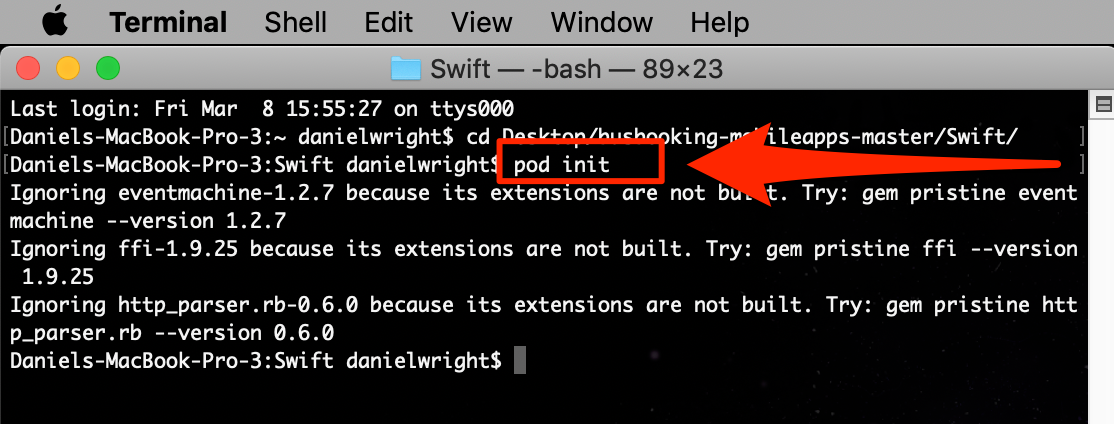 Terminal Shell Edit View Window Help
Swift — -bash — 89×23
Last login: Fri Mar  8 15:55:27 on ttys000
[Daniels-MacBook-Pro-3:~ danielwright$ cd Desktop/busbooking-mobileapps-master/Swift/ ]
[Daniels-MacBook-Pro-3:Swift danielwright$ pod init ]
Ignoring eventmachine-1.2.7 because its extensions are not built. Try: gem pristine event
machine --version 1.2.7
Ignoring ffi-1.9.25 because its extensions are not built. Try: gem pristine ffi --version
 1.9.25
Ignoring http_parser.rb-0.6.0 because its extensions are not built. Try: gem pristine htt
p_parser.rb --version 0.6.0
Daniels-MacBook-Pro-3:Swift danielwright$